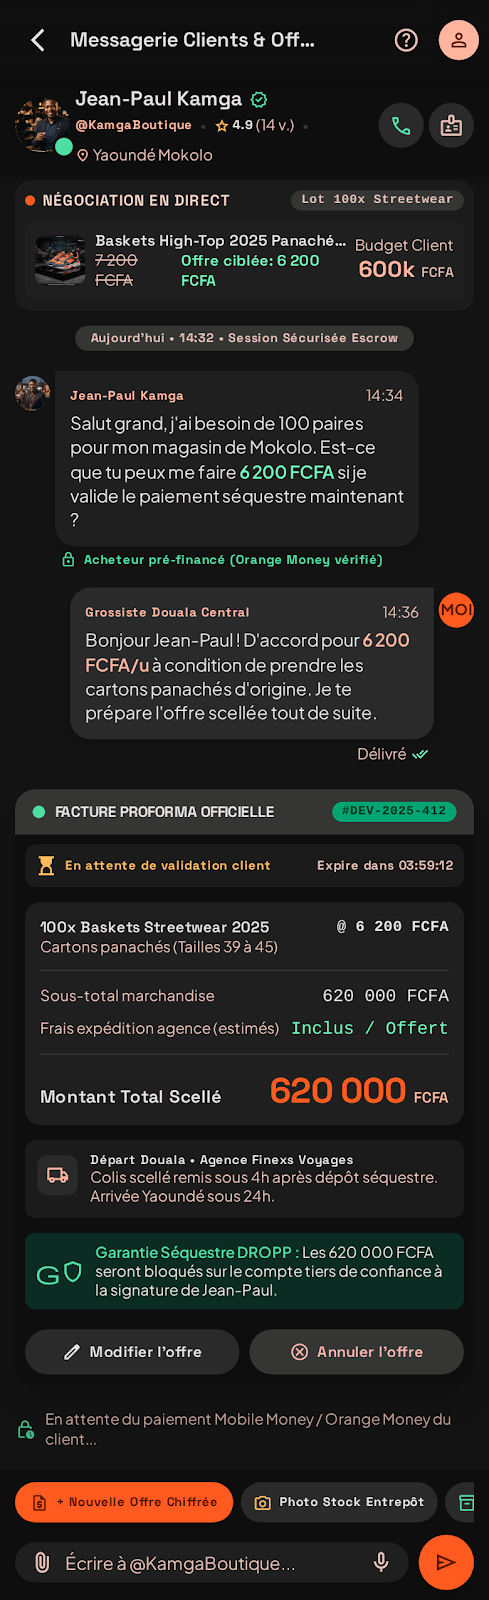 Messagerie Clients & Off...
Jean-Paul Kamga
@KamgaBoutique • 4.9 (14 v.) •
Yaoundé Mokolo
NÉGOCIATION EN DIRECT
Lot 100x Streetwear
Baskets High-Top 2025 Panaché...
7 200 FCFA
Offre ciblée: 6 200 FCFA
Budget Client
600k FCFA
Aujourd'hui • 14:32 • Session Sécurisée Escrow
Jean-Paul Kamga 14:34
Salut grand, j'ai besoin de 100 paires
pour mon magasin de Mokolo. Est-ce
que tu peux me faire 6 200 FCFA si je
valide le paiement séquestre maintenant
?
Acheteur pré-financé (Orange Money vérifié)
Grossiste Douala Central 14:36
MOI
Bonjour Jean-Paul ! D'accord pour 6 200
FCFA/u à condition de prendre les
cartons panachés d'origine. Je te
prépare l'offre scellée tout de suite.
Délivré
FACTURE PROFORMA OFFICIELLE
#DEV-2025-412
En attente de validation client
Expire dans 03:59:12
100x Baskets Streetwear 2025 @ 6 200 FCFA
Cartons panachés (Tailles 39 à 45)
Sous-total marchandise 620 000 FCFA
Frais expédition agence (estimés) Inclus / Offert
Montant Total Scellé 620 000 FCFA
Départ Douala • Agence Finexs Voyages
Colis scellé remis sous 4h après dépôt séquestre.
Arrivée Yaoundé sous 24h.
Garantie Séquestre DROPP : Les 620 000 FCFA
seront bloqués sur le compte tiers de confiance à
la signature de Jean-Paul.
Modifier l'offre
Annuler l'offre
En attente du paiement Mobile Money / Orange Money du
client...
+ Nouvelle Offre Chiffrée
Photo Stock Entrepôt
Écrire à @KamgaBoutique...